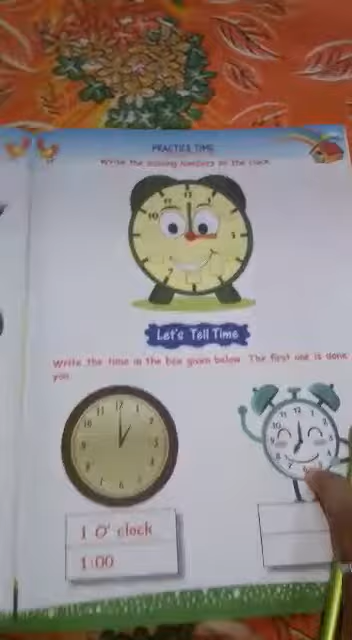 PRACTICE TIME
Write the missing numbers on the clock.
Let's Tell Time
Write the time in the box given below. The first one is done
you
1 O' clock
1:00